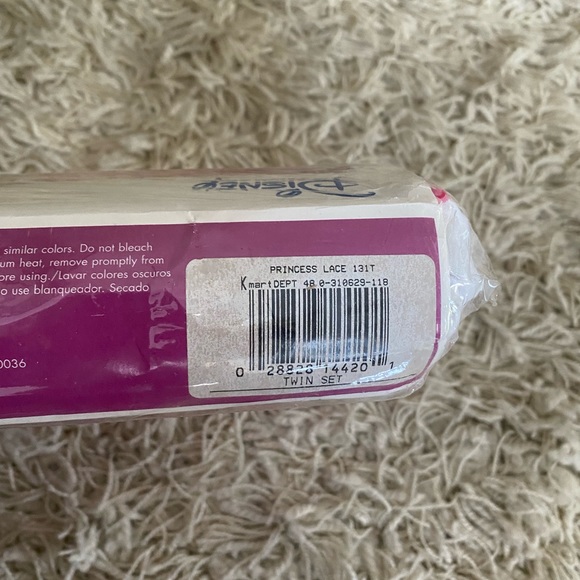 DISNEY
similar colors. Do not bleach
um heat, remove promptly from
ore using./Lavar colores oscuros
o use blanqueador. Secado
0036
PRINCESS LACE 131T
Kmart DEPT 48 0-310629-118
0 28828 14420 1
TWIN SET